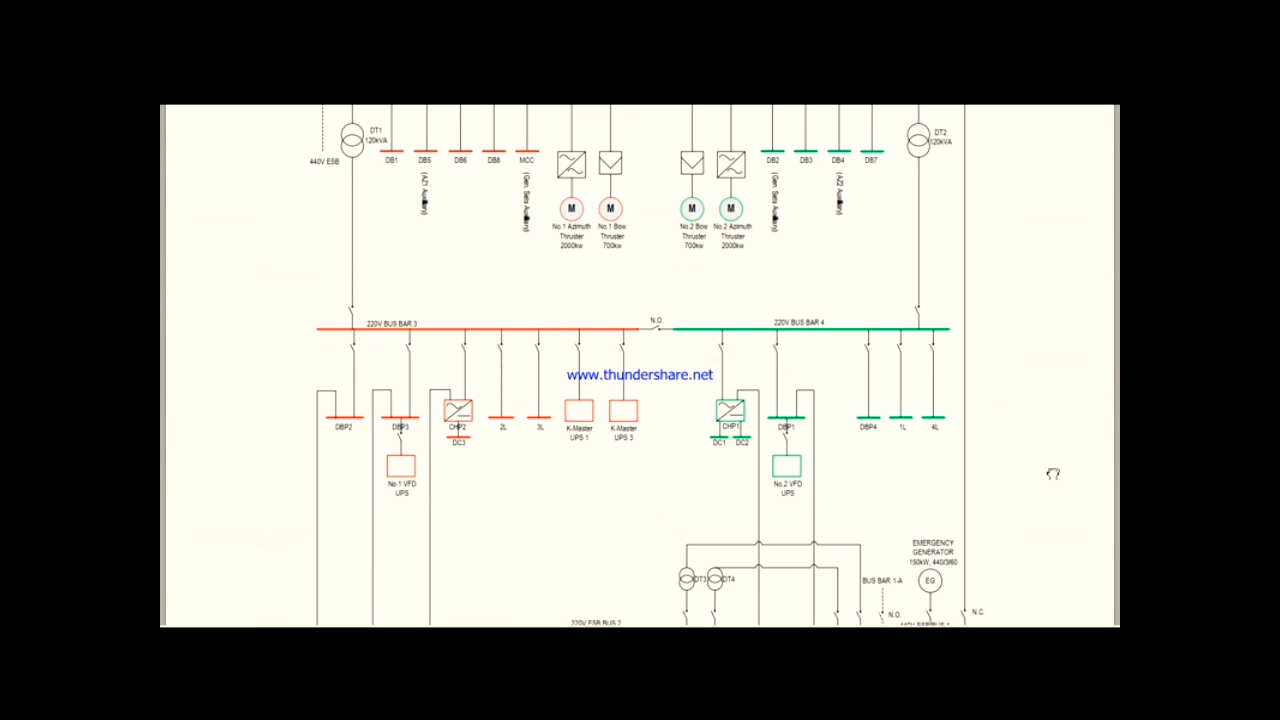 DT1
120kVA
440V ESB
DB1
DB5
DB6
DB8
MCC
(AZ1 Auxiliary)
(Gen. Sets Auxiliary)
M
M
No.1 Azimuth
Thruster
2000kw
No.1 Bow
Thruster
700kw
M
M
No.2 Bow
Thruster
700kw
No.2 Azimuth
Thruster
2000kw
DB2
DB3
DB4
DB7
(Gen. Sets Auxiliary)
(AZ2 Auxiliary)
DT2
120kVA
220V BUS BAR 3
N.O.
220V BUS BAR 4
www.thundershare.net
DBP2
DBP3
CHP2
DC3
2L
3L
K-Master
UPS 1
K-Master
UPS 3
CHP1
DC1
DC2
DBP1
DBP4
1L
4L
No.1 VFD
UPS
No.2 VFD
UPS
EMERGENCY
GENERATOR
150kW, 440/3/60
DT3
DT4
BUS BAR 1-A
EG
N.O.
N.C.
220V ESB BUS 2